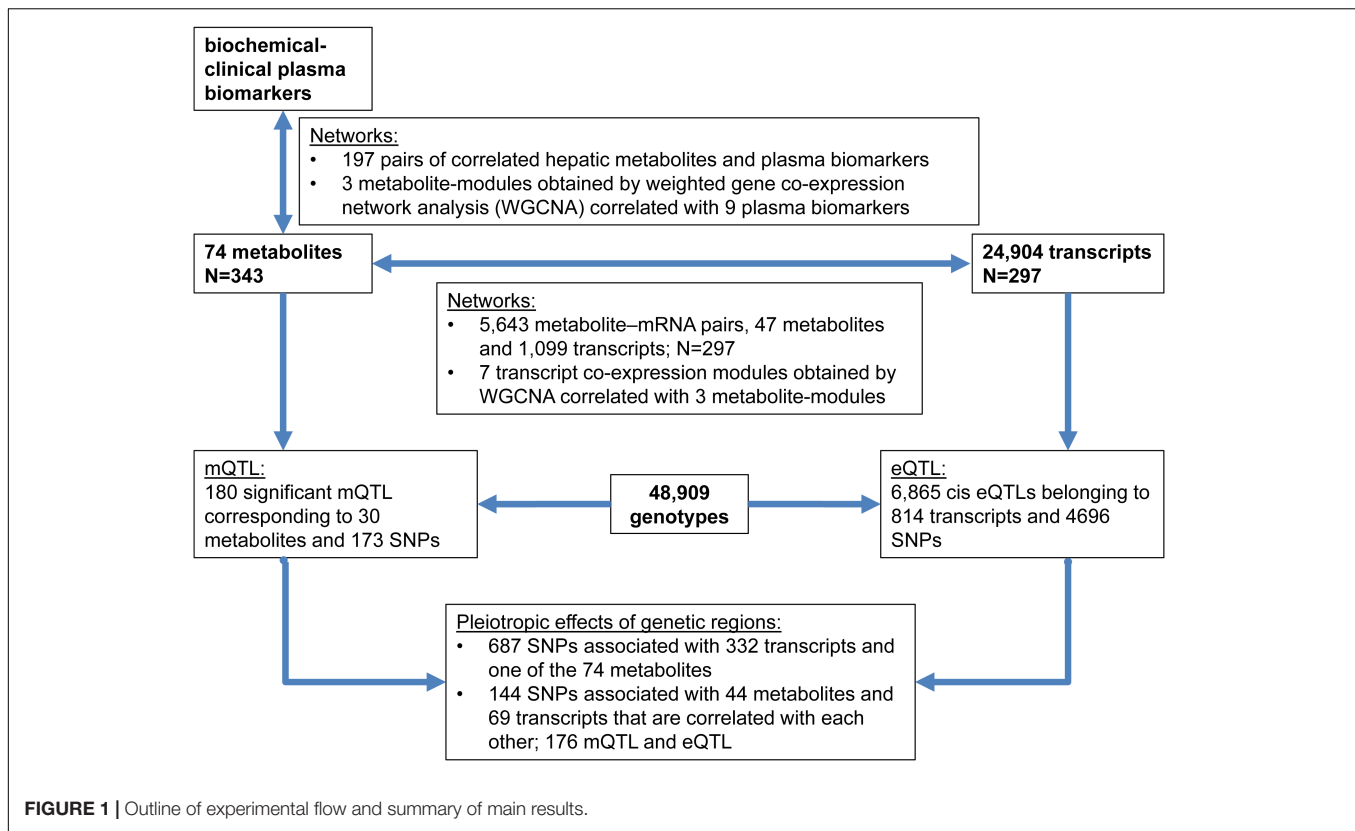 biochemical-
clinical plasma
biomarkers
Networks:
• 197 pairs of correlated hepatic metabolites and plasma biomarkers
• 3 metabolite-modules obtained by weighted gene co-expression
network analysis (WGCNA) correlated with 9 plasma biomarkers
74 metabolites
N=343
24,904 transcripts
N=297
Networks:
• 5,643 metabolite–mRNA pairs, 47 metabolites
and 1,099 transcripts; N=297
• 7 transcript co-expression modules obtained by
WGCNA correlated with 3 metabolite-modules
mQTL:
180 significant mQTL
corresponding to 30
metabolites and 173 SNPs
48,909
genotypes
eQTL:
6,865 cis eQTLs belonging to
814 transcripts and 4696
SNPs
Pleiotropic effects of genetic regions:
• 687 SNPs associated with 332 transcripts and
one of the 74 metabolites
• 144 SNPs associated with 44 metabolites and
69 transcripts that are correlated with each
other; 176 mQTL and eQTL
FIGURE 1 | Outline of experimental flow and summary of main results.